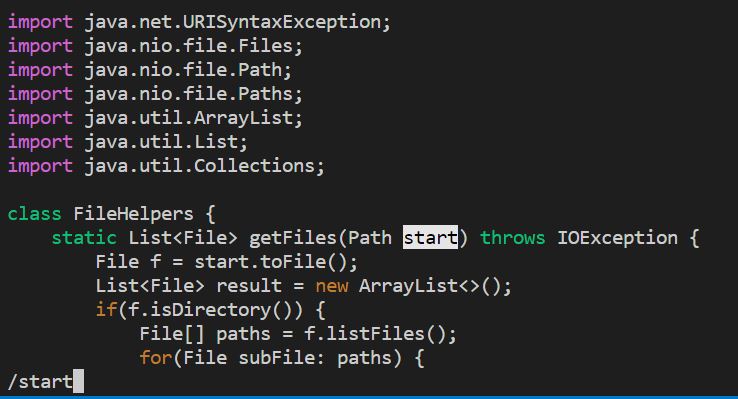 import java.net.URISyntaxException;
import java.nio.file.Files;
import java.nio.file.Path;
import java.nio.file.Paths;
import java.util.ArrayList;
import java.util.List;
import java.util.Collections;

class FileHelpers {
    static List<File> getFiles(Path start) throws IOException {
        File f = start.toFile();
        List<File> result = new ArrayList<>();
        if(f.isDirectory()) {
            File[] paths = f.listFiles();
            for(File subFile: paths) {
/start